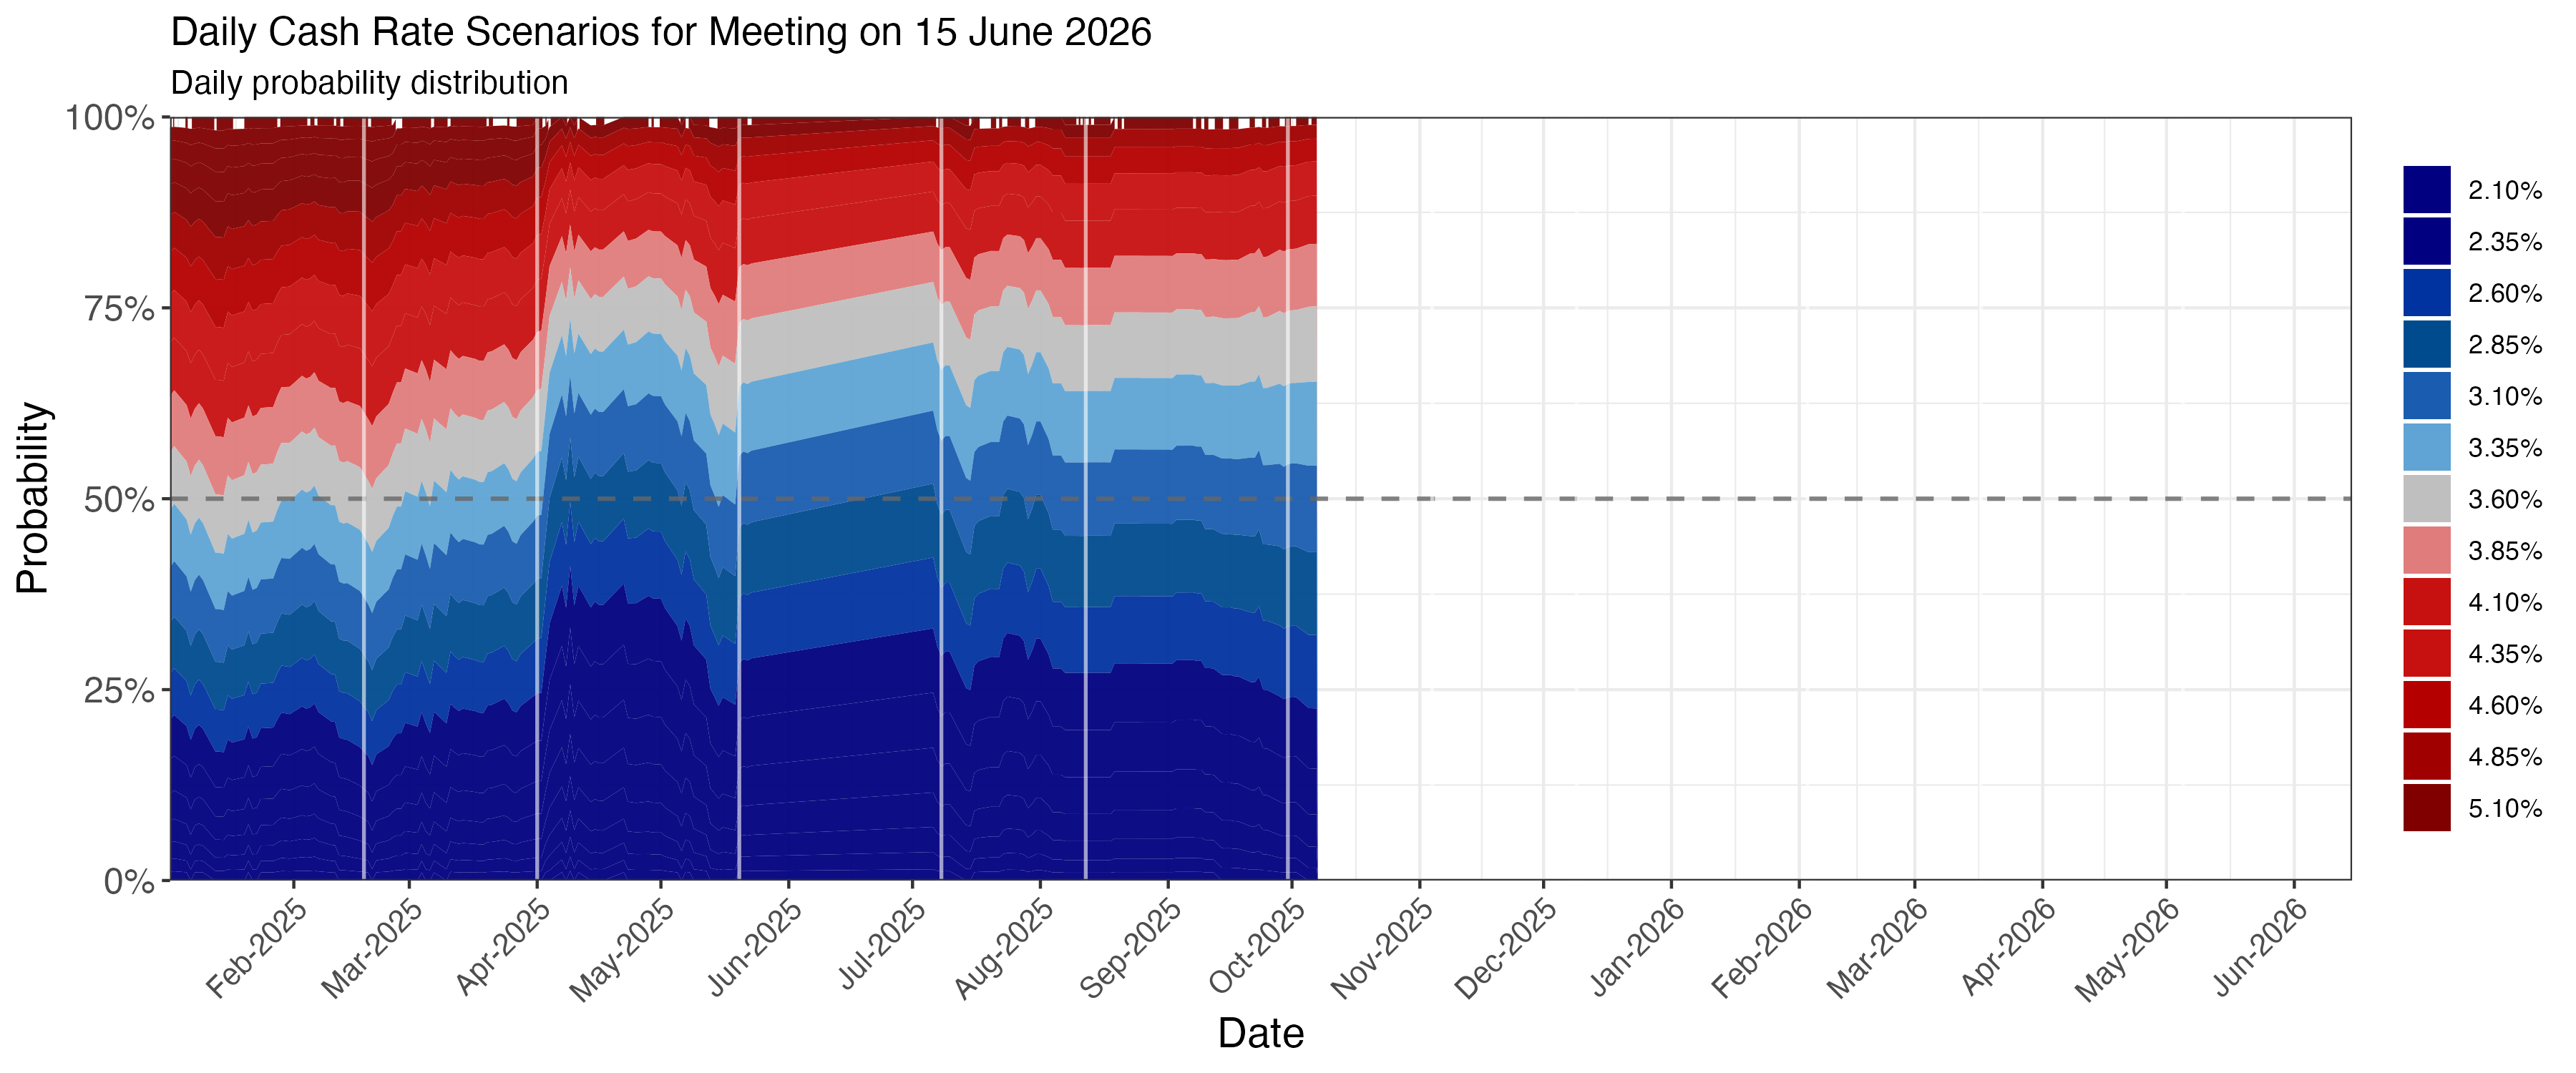 Daily Cash Rate Scenarios for Meeting on 15 June 2026
Daily probability distribution
Probability
100%
75%
50%
25%
0%
Feb-2025
Mar-2025
Apr-2025
May-2025
Jun-2025
Jul-2025
Aug-2025
Sep-2025
Oct-2025
Nov-2025
Dec-2025
Jan-2026
Feb-2026
Mar-2026
Apr-2026
May-2026
Jun-2026
Date
2.10%
2.35%
2.60%
2.85%
3.10%
3.35%
3.60%
3.85%
4.10%
4.35%
4.60%
4.85%
5.10%